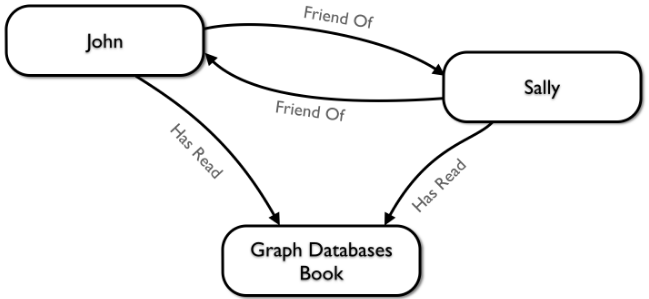 Friend Of
John
Sally
Friend Of
Has Read
Has Read
Graph Databases
Book